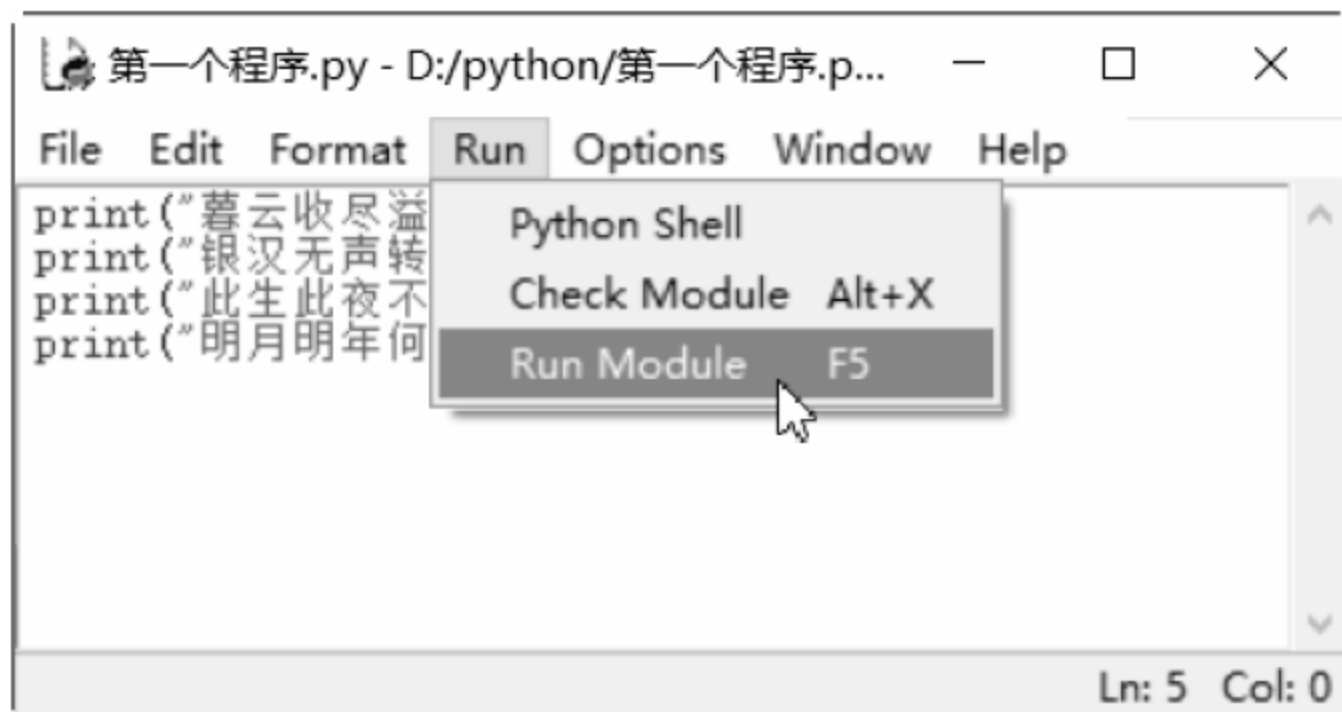 第一个程序.py - D:/python/第一个程序.p...
File Edit Format Run Options Window Help
print("暮云收尽溢
print("银汉无声转
print("此生此夜不
print("明月明年何
Python Shell
Check Module Alt+X
Run Module F5
Ln: 5 Col: 0